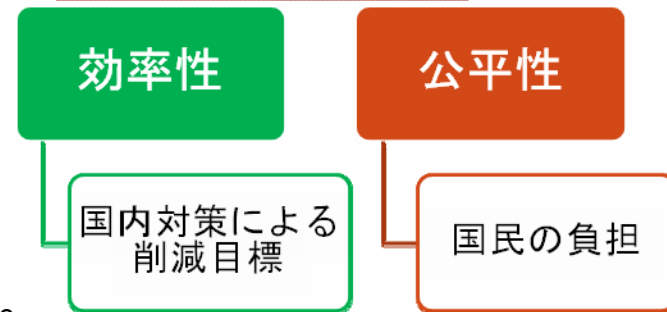 効率性
公平性
国内対策による
削減目標
国民の負担